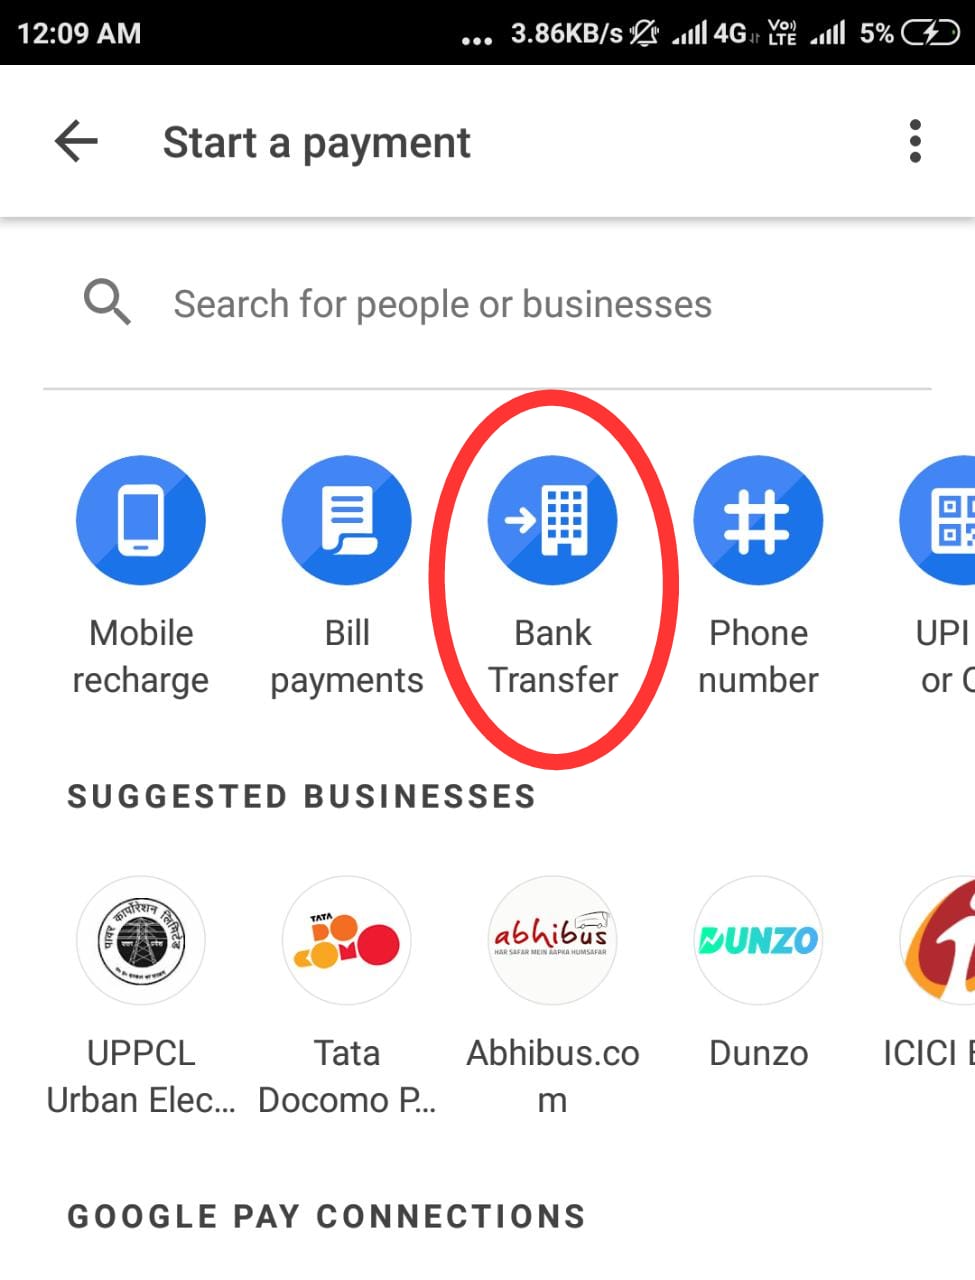 12:09 AM ... 3.86KB/s 4G Vo)) LTE 5%
Start a payment
Search for people or businesses
Mobile recharge
Bill payments
Bank Transfer
Phone number
UPI
or
SUGGESTED BUSINESSES
पावर कार्पोरेशन लिमिटेड
TATA
DOCOMO
abhibus
HAR SAFAR MEIN AAPKA HUMSAFAR
DUNZO
UPPCL
Urban Elec...
Tata
Docomo P...
Abhibus.co
m
Dunzo
ICICI
GOOGLE PAY CONNECTIONS